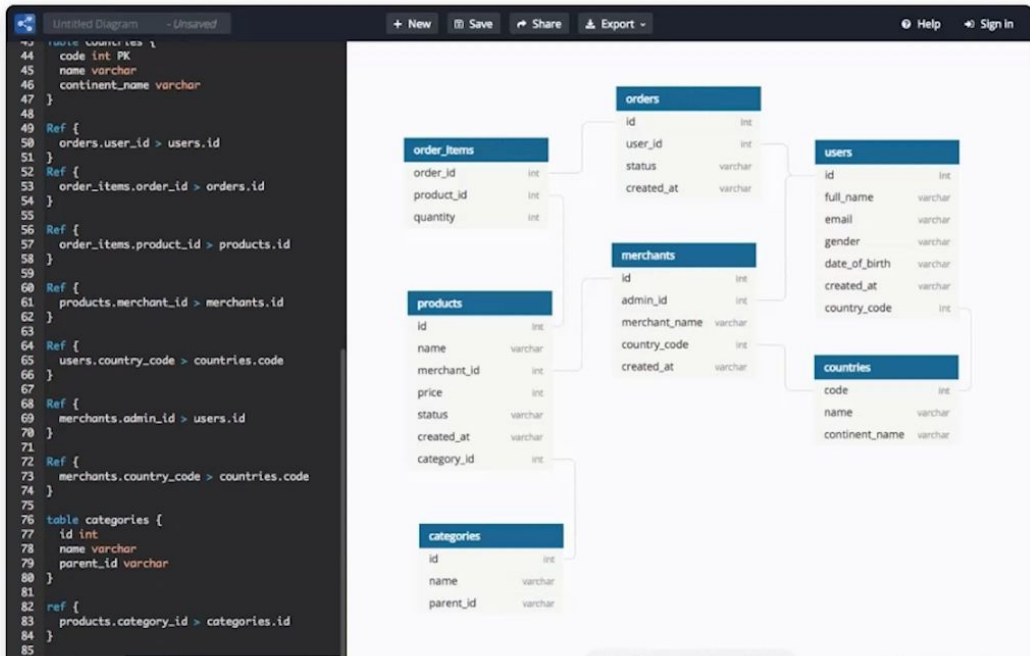 Untitled Diagram - Unsaved
+ New
Save
Share
Export
Help
Sign in
43 Table countries {
44 code int PK
45 name varchar
46 continent_name varchar
47 }
48
49 Ref {
50 orders.user_id > users.id
51 }
52 Ref {
53 order_items.order_id > orders.id
54 }
55
56 Ref {
57 order_items.product_id > products.id
58 }
59
60 Ref {
61 products.merchant_id > merchants.id
62 }
63
64 Ref {
65 users.country_code > countries.code
66 }
67
68 Ref {
69 merchants.admin_id > users.id
70 }
71
72 Ref {
73 merchants.country_code > countries.code
74 }
75
76 table categories {
77 id int
78 name varchar
79 parent_id varchar
80 }
81
82 ref {
83 products.category_id > categories.id
84 }
85
order_items
order_id int
product_id int
quantity int
orders
id int
user_id int
status varchar
created_at varchar
users
id int
full_name varchar
email varchar
gender varchar
date_of_birth varchar
created_at varchar
country_code int
merchants
id int
admin_id int
merchant_name varchar
country_code int
created_at varchar
products
id int
name varchar
merchant_id int
price int
status varchar
created_at varchar
category_id int
countries
code int
name varchar
continent_name varchar
categories
id int
name varchar
parent_id varchar